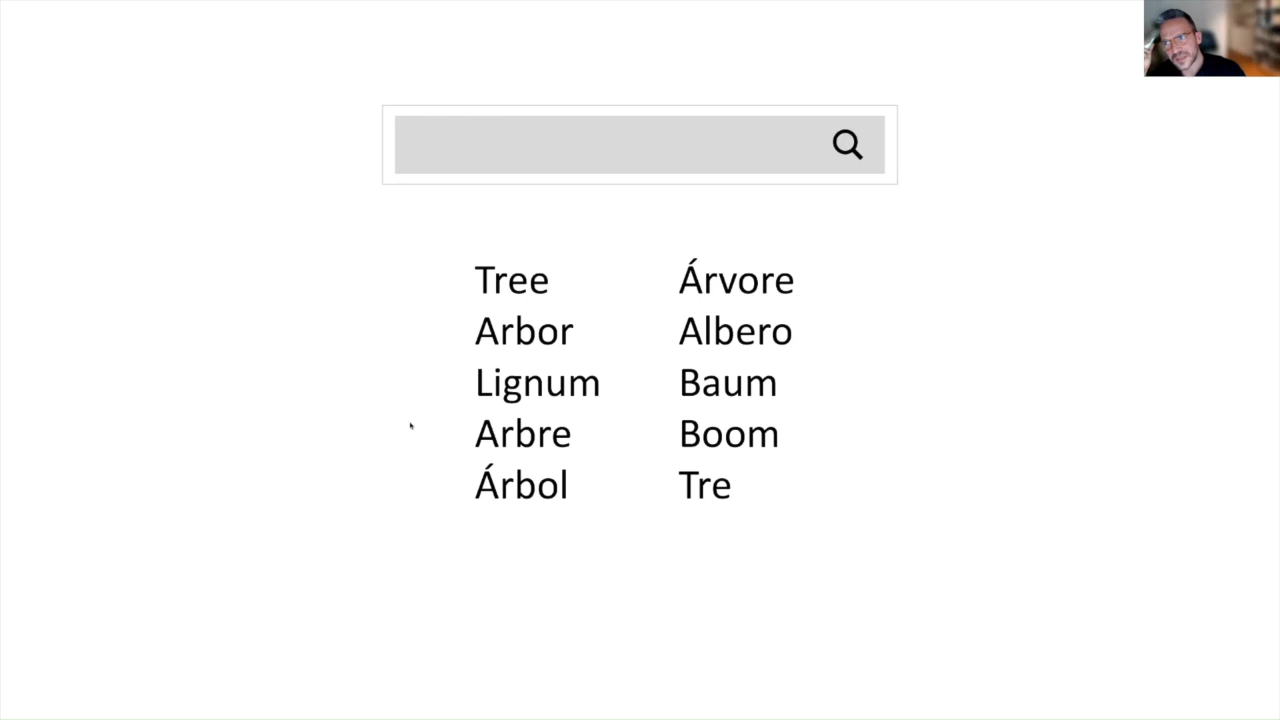 Tree
Arbor
Lignum
Arbre
Árbol
Árvore
Albero
Baum
Boom
Tre